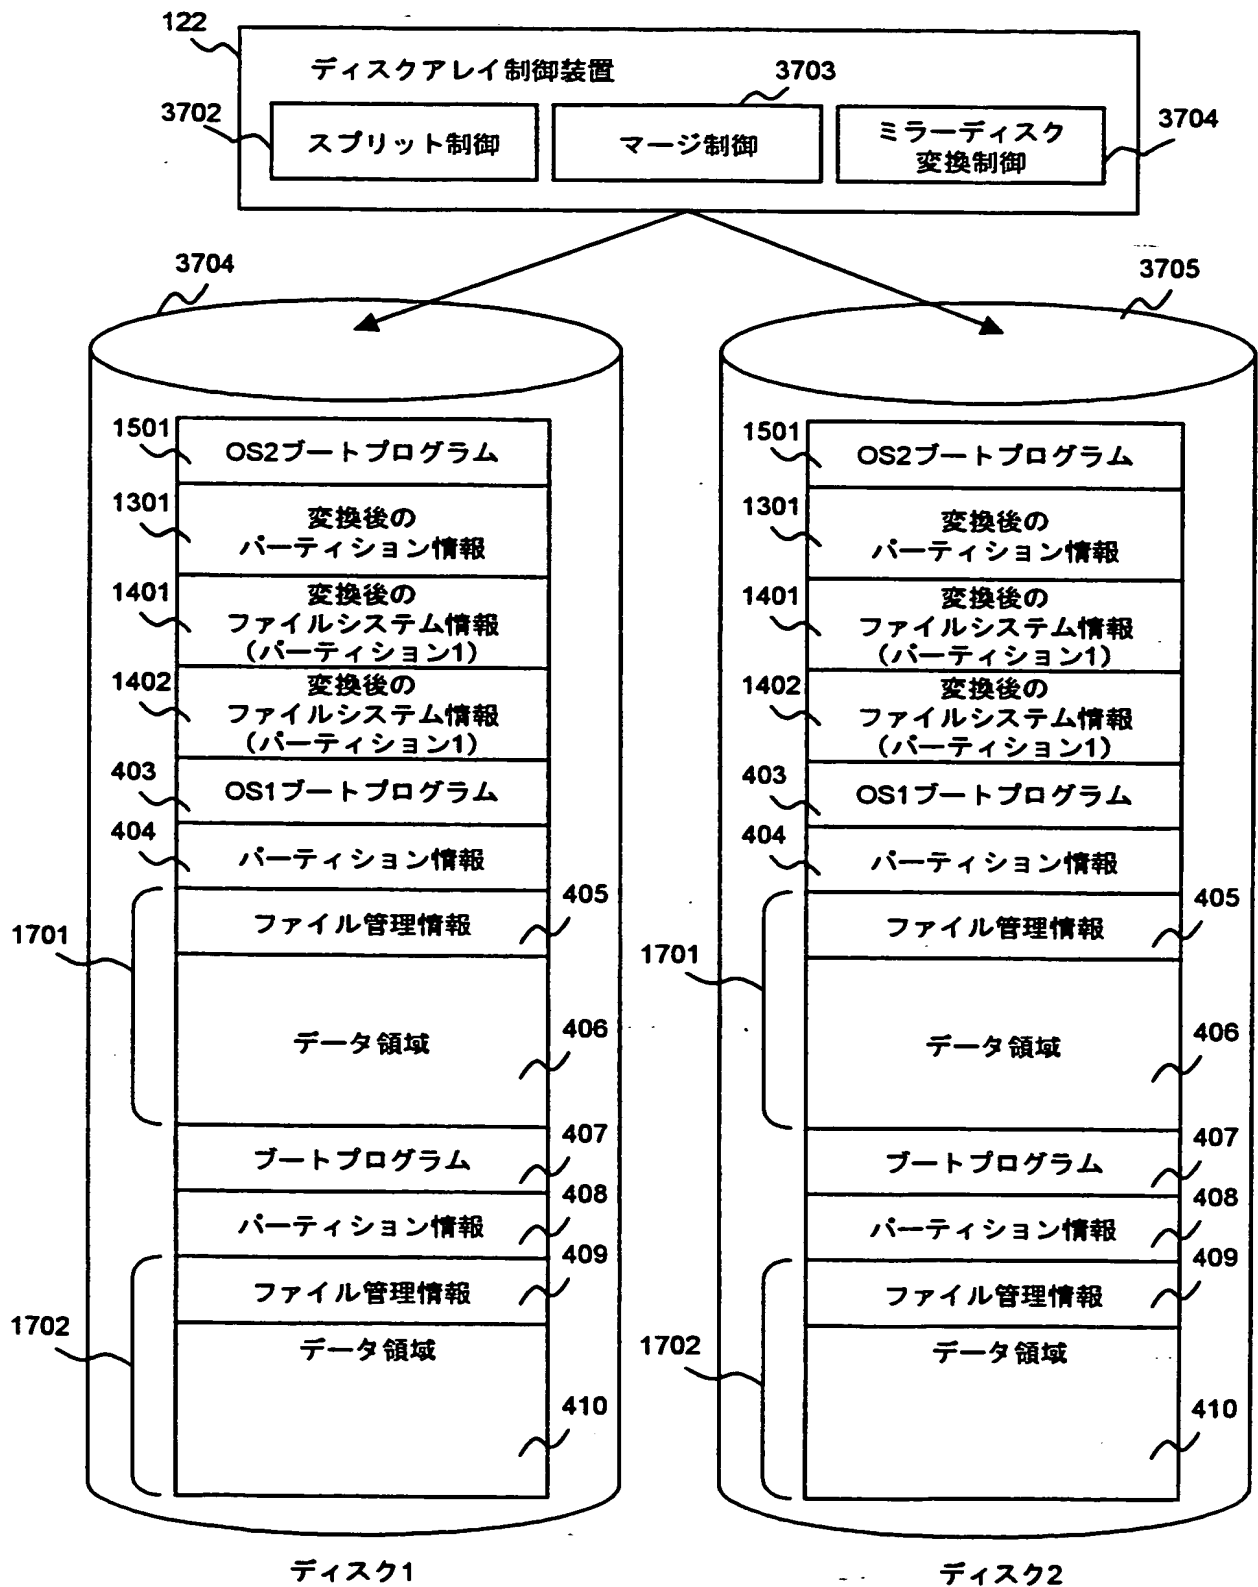 122
ディスクアレイ制御装置
3703
3702
スプリット制御
マージ制御
ミラーディスク
変換制御
3704
3704
3705
1501
OS2ブートプログラム
1301
変換後の
パーティション情報
1401
変換後の
ファイルシステム情報
（パーティション1）
1402
変換後の
ファイルシステム情報
（パーティション1）
403
OS1ブートプログラム
404
パーティション情報
405
ファイル管理情報
1701
406
データ領域
407
ブートプログラム
408
パーティション情報
409
ファイル管理情報
1702
データ領域
410
ディスク1
1501
OS2ブートプログラム
1301
変換後の
パーティション情報
1401
変換後の
ファイルシステム情報
（パーティション1）
1402
変換後の
ファイルシステム情報
（パーティション1）
403
OS1ブートプログラム
404
パーティション情報
405
ファイル管理情報
1701
406
データ領域
407
ブートプログラム
408
パーティション情報
409
ファイル管理情報
1702
データ領域
410
ディスク2